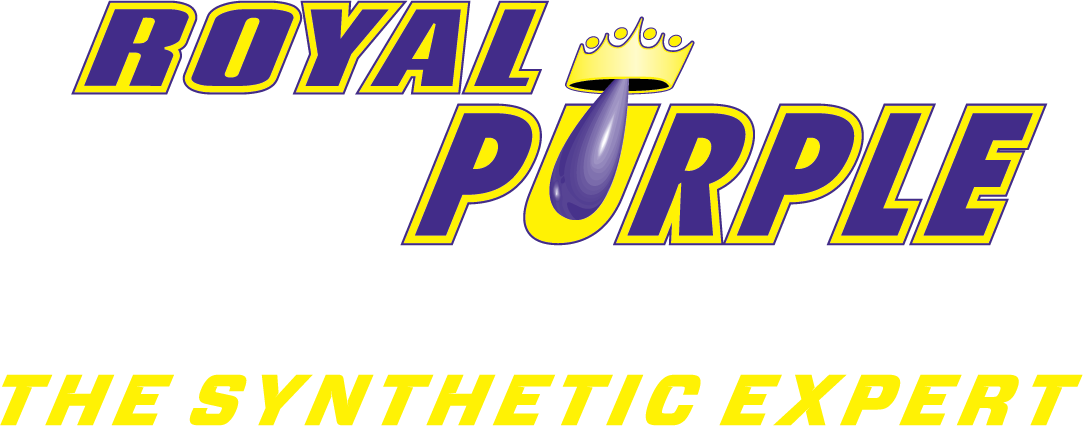 ROYAL
PURPLE
THE SYNTHETIC EXPERT